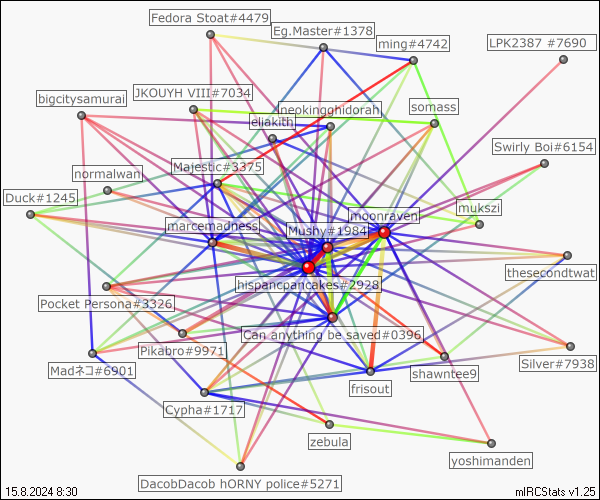 Fedora Stoat#4479
Eg.Master#1378
ming#4742
LPK2387 #7690
bigcitysamurai
JKOUYH VIII#7034
neokingghidorah
eliakith
somass
Swirly Boi#6154
normalwan
Majestic#3375
Duck#1245
marcemadness
moonraven
mukszi
Mushy#1984
thesecondtwat
hispancpancakes#2928
Pocket Persona#3326
Can anything be saved#0396
Pikabro#9971
Madネコ#6901
frisout
shawntee9
Silver#7938
Cypha#1717
zebula
yoshimanden
DacobDacob hORNY police#5271
15.8.2024 8:30
mIRCStats v1.25